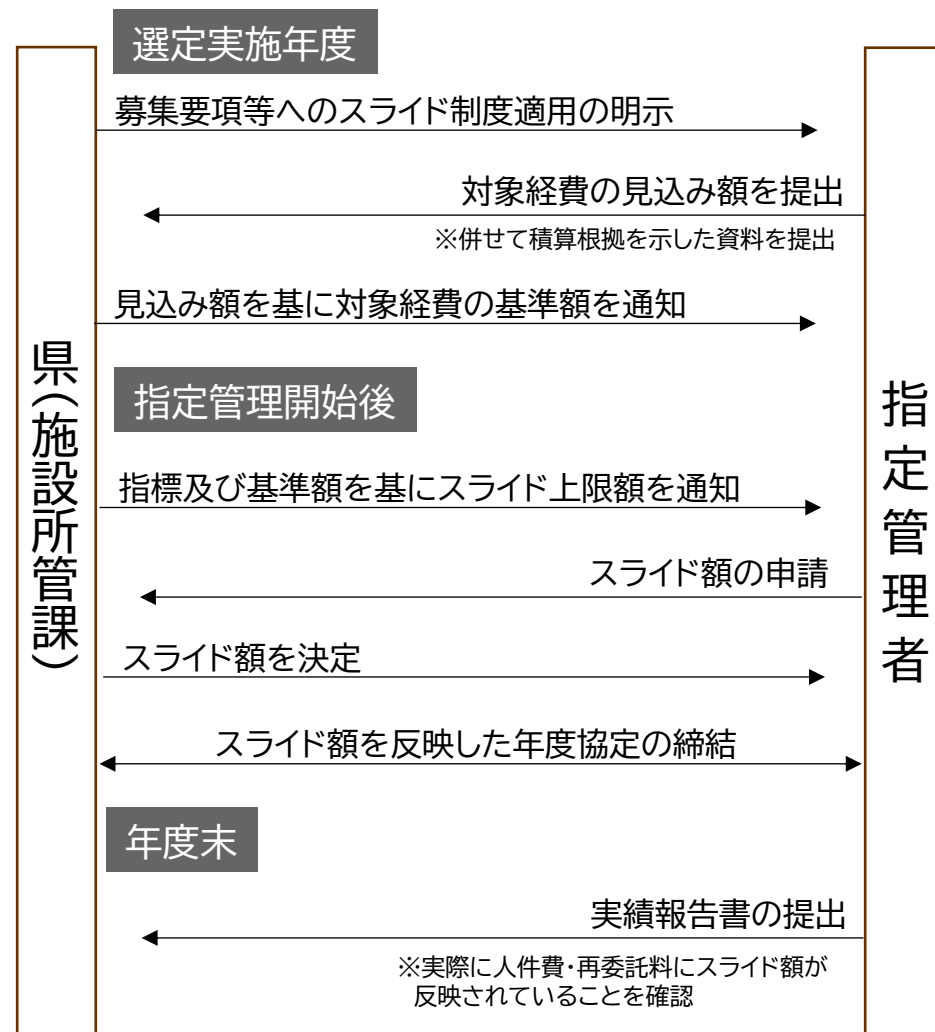 選定実施年度
募集要項等へのスライド制度適用の明示
対象経費の見込み額を提出
※併せて積算根拠を示した資料を提出
見込み額を基に対象経費の基準額を通知
県(施設所管課)
指定管理者
指定管理開始後
指標及び基準額を基にスライド上限額を通知
スライド額の申請
スライド額を決定
スライド額を反映した年度協定の締結
年度末
実績報告書の提出
※実際に人件費・再委託料にスライド額が
反映されていることを確認